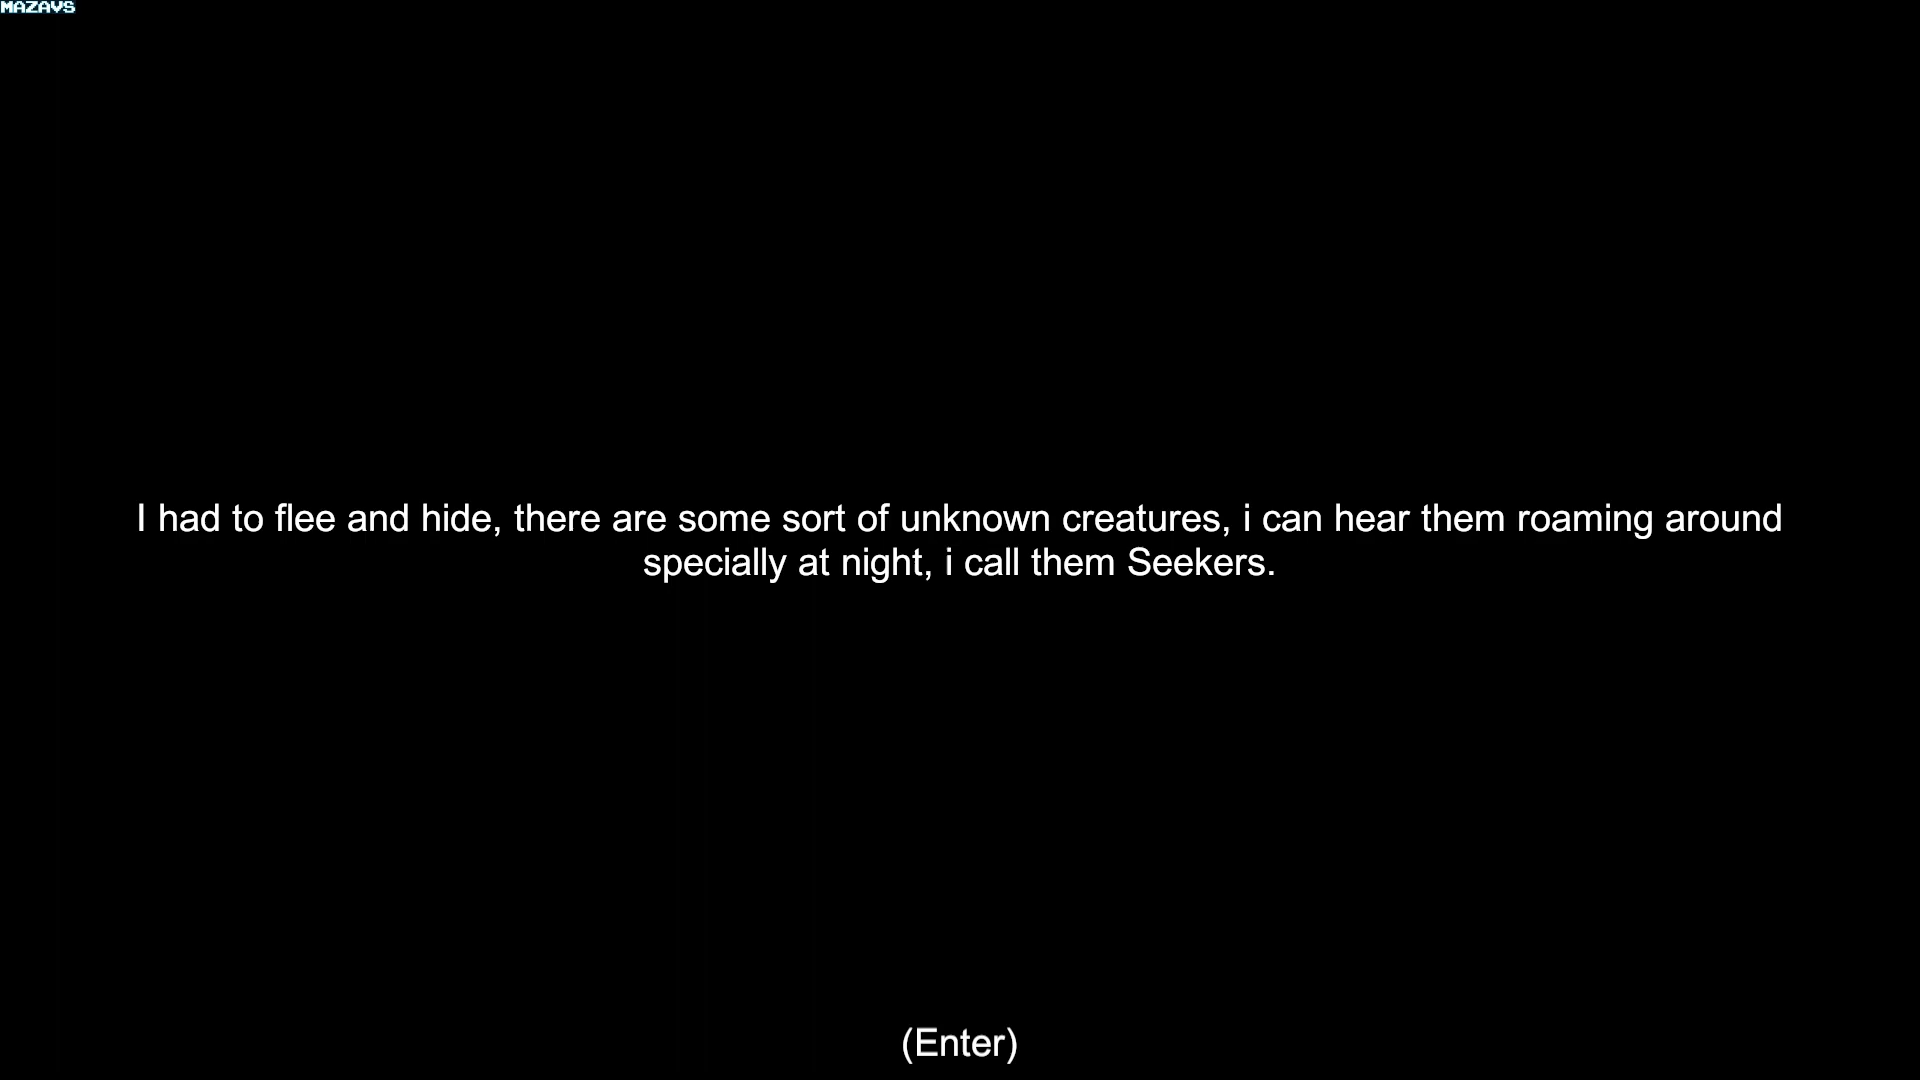 MAZAVS
I had to flee and hide, there are some sort of unknown creatures, i can hear them roaming around
specially at night, i call them Seekers.
(Enter)